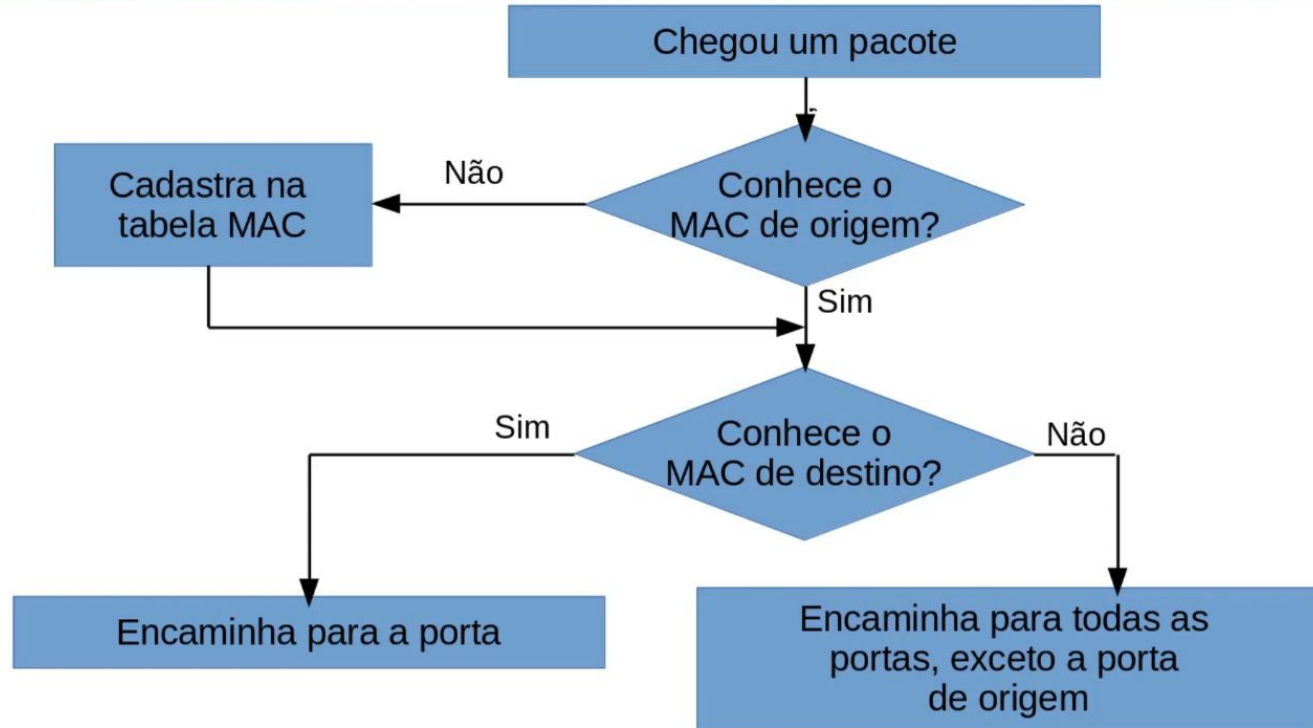 Chegou um pacote
Não
Conhece o
MAC de origem?
Cadastra na
tabela MAC
Sim
Sim
Conhece o
MAC de destino?
Não
Encaminha para a porta
Encaminha para todas as
portas, exceto a porta
de origem